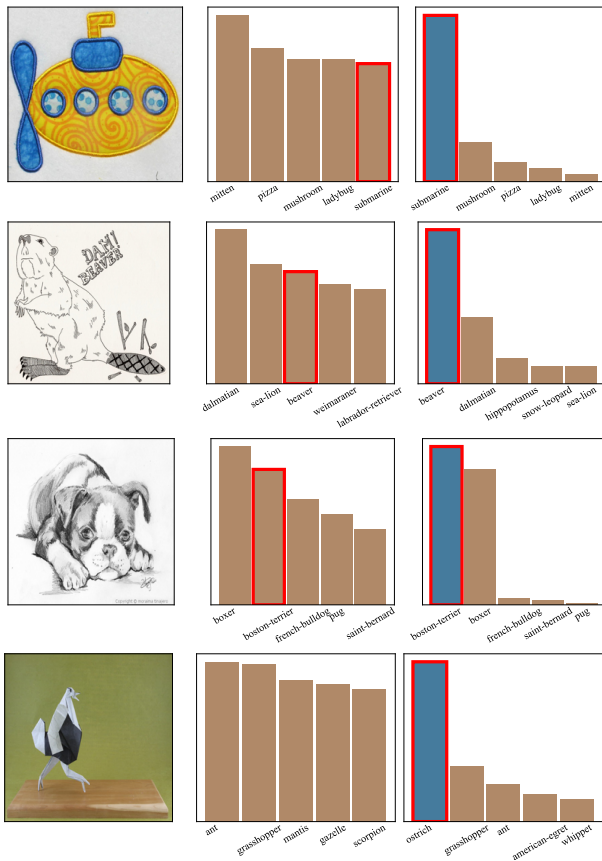 mitten
pizza
mushroom
ladybug
submarine
submarine
mushroom
pizza
ladybug
mitten
DAM!
BEAVER
dalmatian
sea-lion
beaver
weimaraner
labrador-retriever
beaver
dalmatian
hippopotamus
snow-leopard
sea-lion
boxer
boston-terrier
french-bulldog
pug
saint-bernard
boston-terrier
boxer
french-bulldog
saint-bernard
pug
ant
grasshopper
mantis
gazelle
scorpion
ostrich
grasshopper
ant
american-egret
whippet